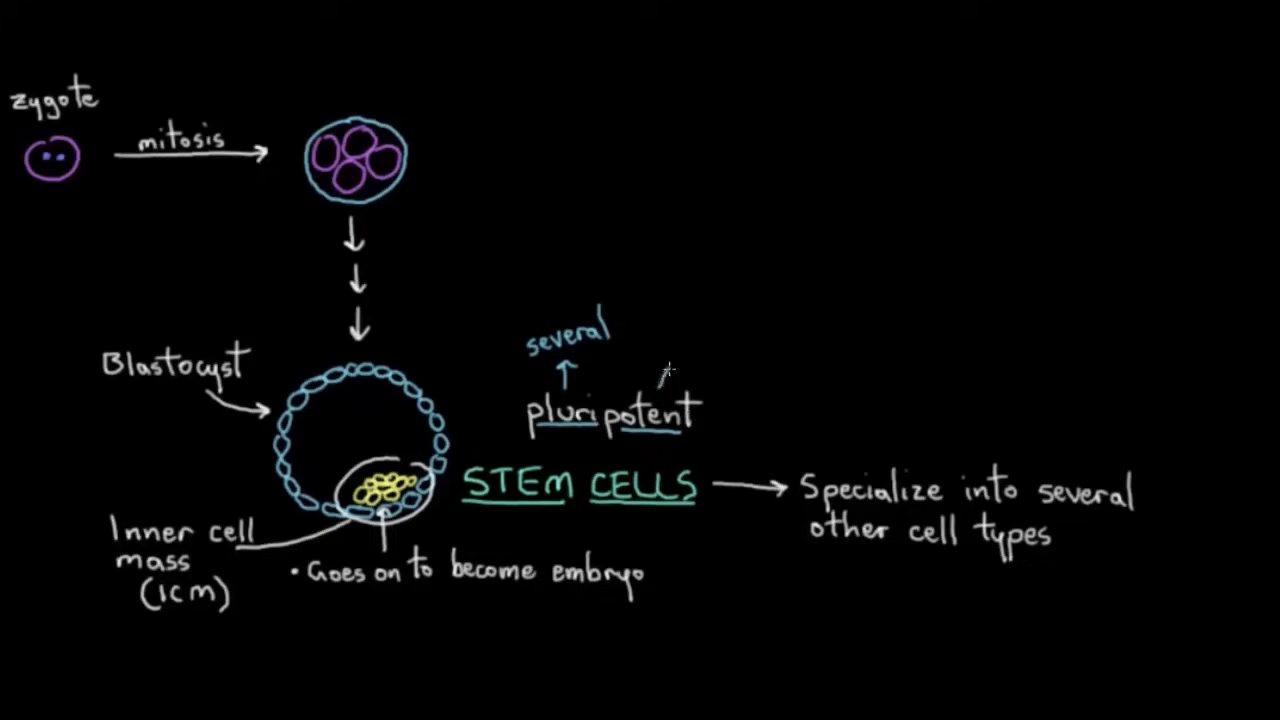 zygote
mitosis
Blastocyst
several
pluripotent
STEM CELLS
Specialize into several
other cell types
Inner cell
mass
(ICM)
• Goes on to become embryo